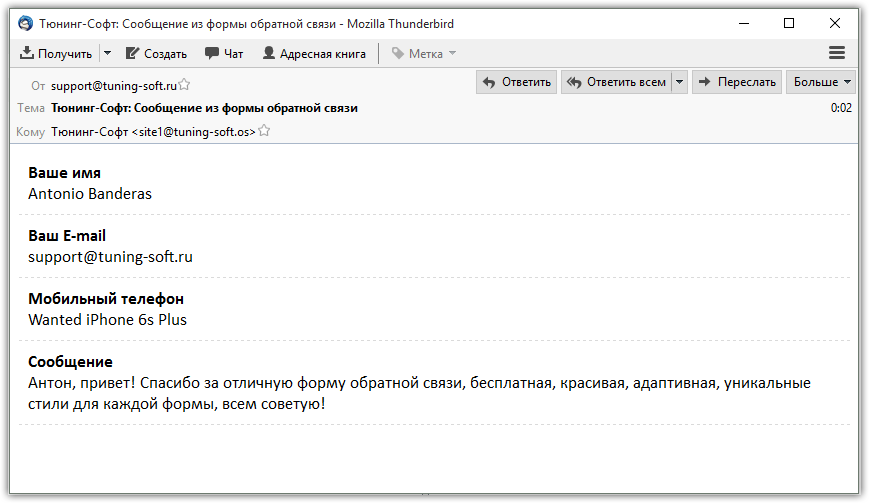 Тюнинг-Софт: Сообщение из формы обратной связи - Mozilla Thunderbird
Получить Создать Чат Адресная книга Метка
От support@tuning-soft.ru Ответить Ответить всем Переслать Больше
Тема Тюнинг-Софт: Сообщение из формы обратной связи 0:02
Кому Тюнинг-Софт <site1@tuning-soft.os>
Ваше имя
Antonio Banderas
Ваш E-mail
support@tuning-soft.ru
Мобильный телефон
Wanted iPhone 6s Plus
Сообщение
Антон, привет! Спасибо за отличную форму обратной связи, бесплатная, красивая, адаптивная, уникальные
стили для каждой формы, всем советую!